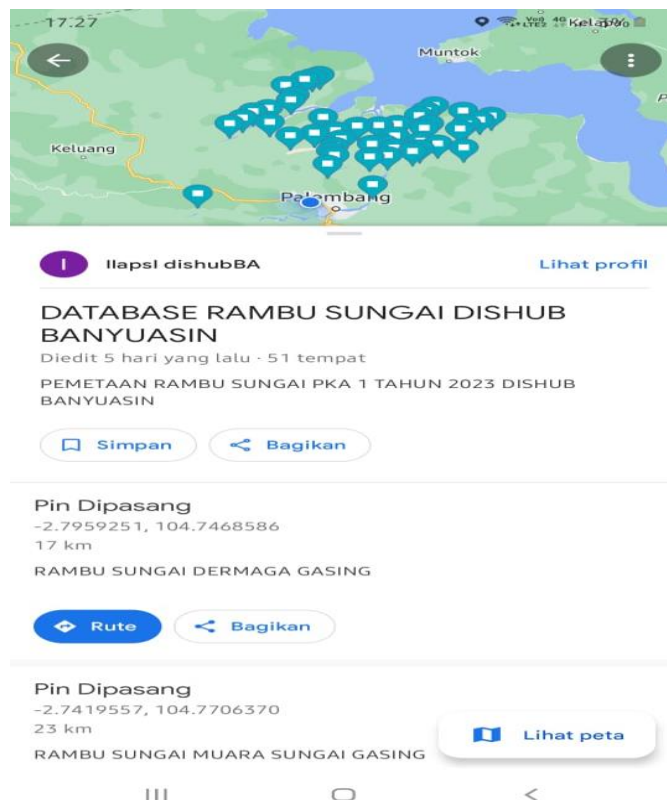 17.27
Muntok
Keluang
Palembang
I
Ilapsl dishubBA
Lihat profil
DATABASE RAMBU SUNGAI DISHUB
BANYUASIN
Diedit 5 hari yang lalu · 51 tempat
PEMETAAN RAMBU SUNGAI PKA 1 TAHUN 2023 DISHUB
BANYUASIN
Simpan
Bagikan
Pin Dipasang
-2.7959251, 104.7468586
17 km
RAMBU SUNGAI DERMAGA GASING
Rute
Bagikan
Pin Dipasang
-2.7419557, 104.7706370
23 km
Lihat peta
RAMBU SUNGAI MUARA SUNGAI GASING